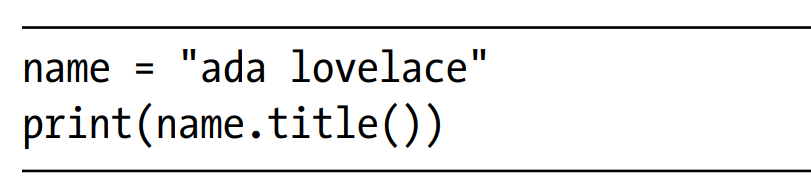 name = "ada lovelace"
print(name.title())